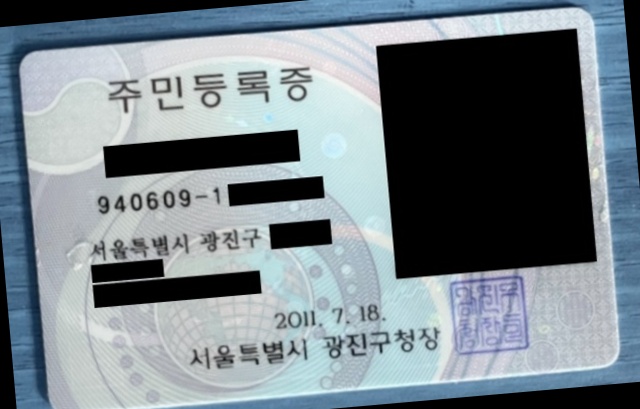 주민등록증
940609-1
서울특별시 광진구
2011. 7. 18.
서울특별시 광진구청장